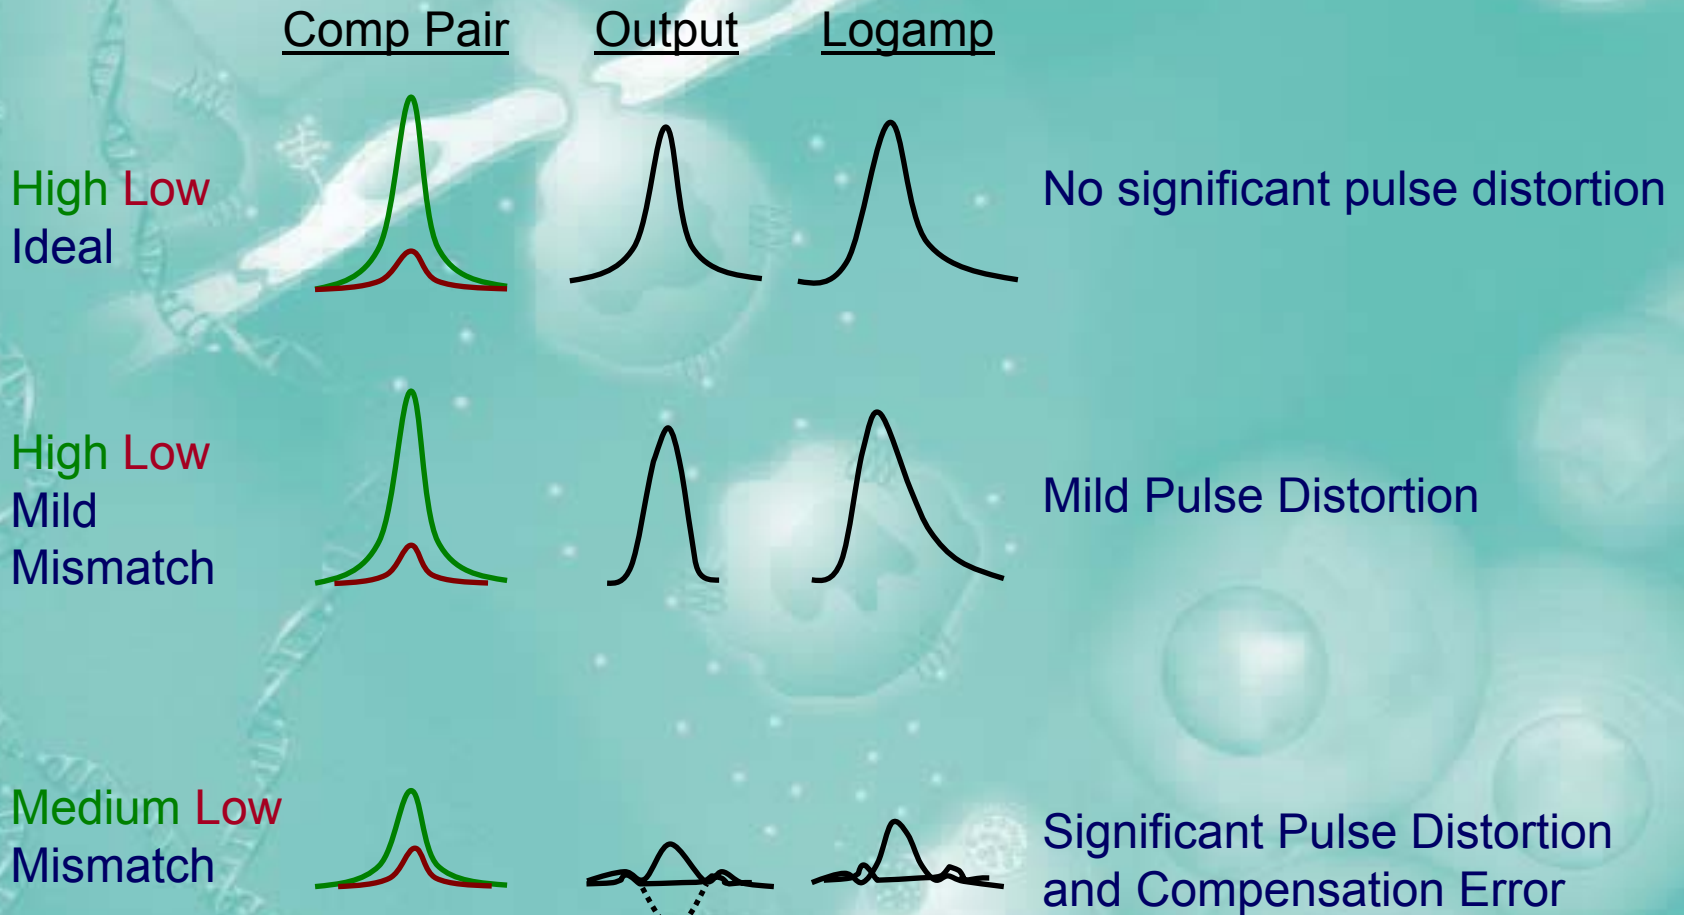 Comp Pair Output Logamp
High Low
Ideal
No significant pulse distortion
High Low
Mild
Mismatch
Mild Pulse Distortion
Medium Low
Mismatch
Significant Pulse Distortion
and Compensation Error